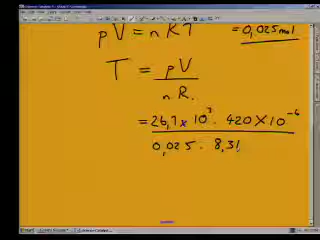 pV = nRT = 0,025 mol
T = pV / nR.
= 26,7 × 10³ . 420 × 10⁻⁶ / 0,025 . 8,31